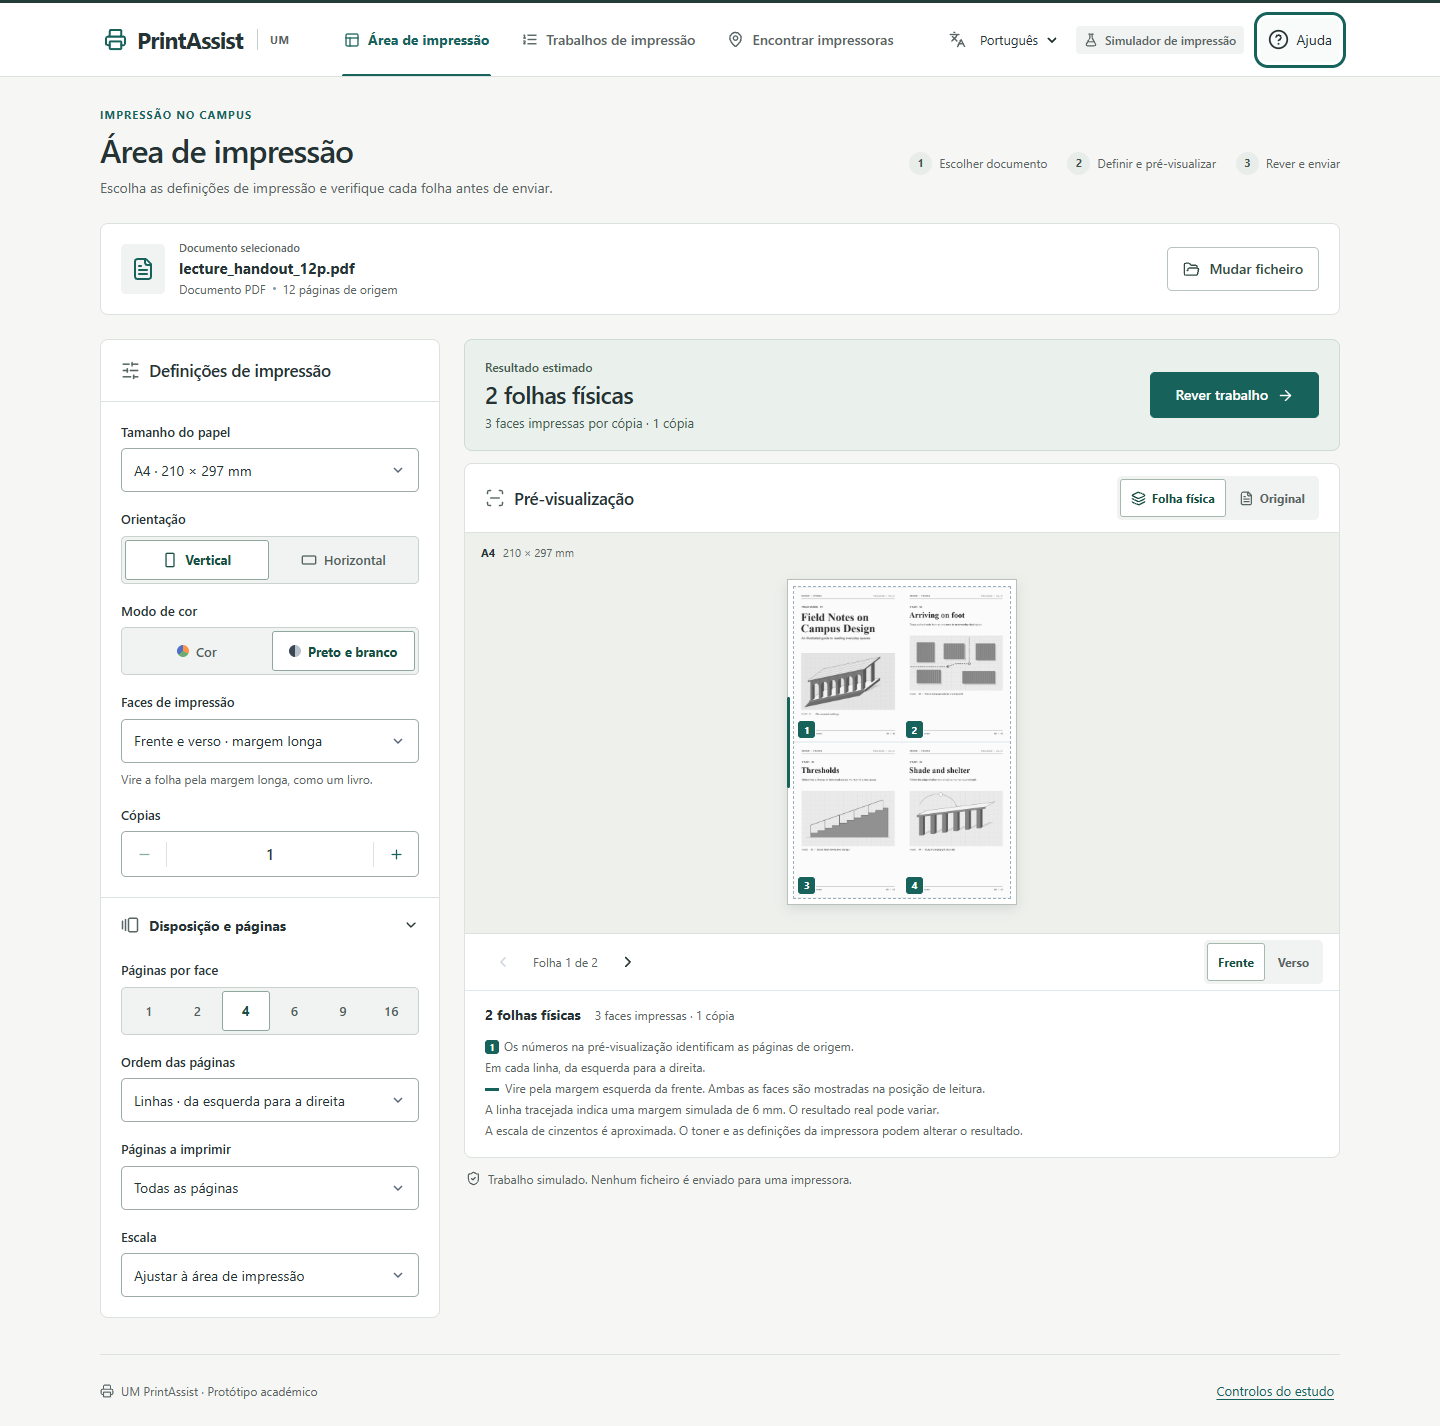 PrintAssist UM
Área de impressão
Trabalhos de impressão
Encontrar impressoras
Português
Simulador de impressão
Ajuda
IMPRESSÃO NO CAMPUS
Área de impressão
Escolha as definições de impressão e verifique cada folha antes de enviar.
1 Escolher documento
2 Definir e pré-visualizar
3 Rever e enviar
Documento selecionado
lecture_handout_12p.pdf
Documento PDF • 12 páginas de origem
Mudar ficheiro
Definições de impressão
Tamanho do papel
A4 · 210 × 297 mm
Orientação
Vertical
Horizontal
Modo de cor
Cor
Preto e branco
Faces de impressão
Frente e verso · margem longa
Vire a folha pela margem longa, como um livro.
Cópias
− 1 +
Disposição e páginas
Páginas por face
1 2 4 6 9 16
Ordem das páginas
Linhas · da esquerda para a direita
Páginas a imprimir
Todas as páginas
Escala
Ajustar à área de impressão
Resultado estimado
2 folhas físicas
3 faces impressas por cópia · 1 cópia
Rever trabalho
Pré-visualização
Folha física
Original
A4 210 × 297 mm
Field Notes on
Campus Design
1
Arriving on foot
2
Thresholds
3
Shade and shelter
4
Folha 1 de 2
Frente
Verso
2 folhas físicas 3 faces impressas · 1 cópia
1 Os números na pré-visualização identificam as páginas de origem.
Em cada linha, da esquerda para a direita.
Vire pela margem esquerda da frente. Ambas as faces são mostradas na posição de leitura.
A linha tracejada indica uma margem simulada de 6 mm. O resultado real pode variar.
A escala de cinzentos é aproximada. O toner e as definições da impressora podem alterar o resultado.
Trabalho simulado. Nenhum ficheiro é enviado para uma impressora.
UM PrintAssist · Protótipo académico
Controlos do estudo